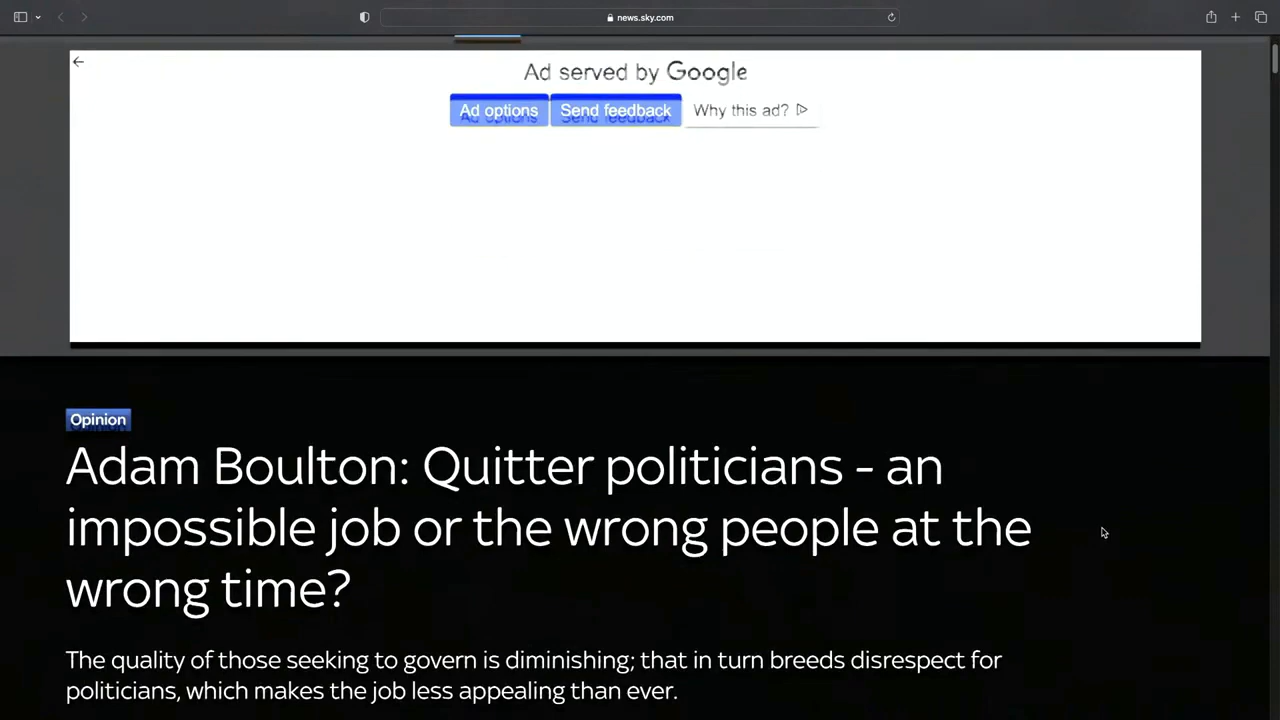 news.sky.com
Ad served by Google
Ad options Send feedback Why this ad?
Opinion
Adam Boulton: Quitter politicians - an
impossible job or the wrong people at the
wrong time?
The quality of those seeking to govern is diminishing; that in turn breeds disrespect for
politicians, which makes the job less appealing than ever.